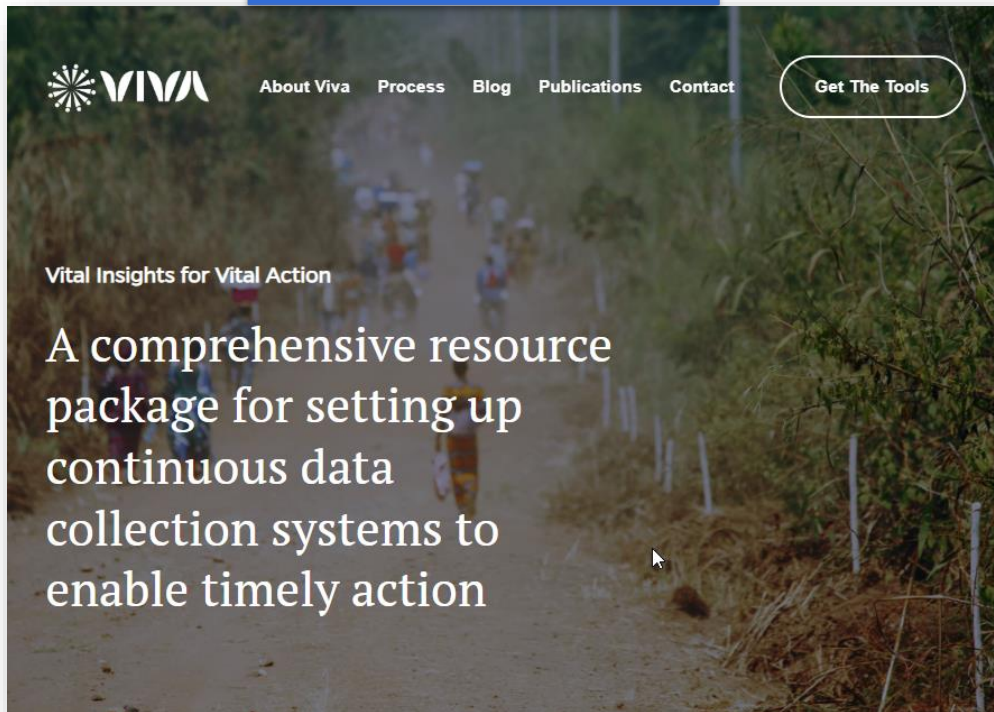 VIVA
About Viva Process Blog Publications Contact Get The Tools
Vital Insights for Vital Action
A comprehensive resource
package for setting up
continuous data
collection systems to
enable timely action